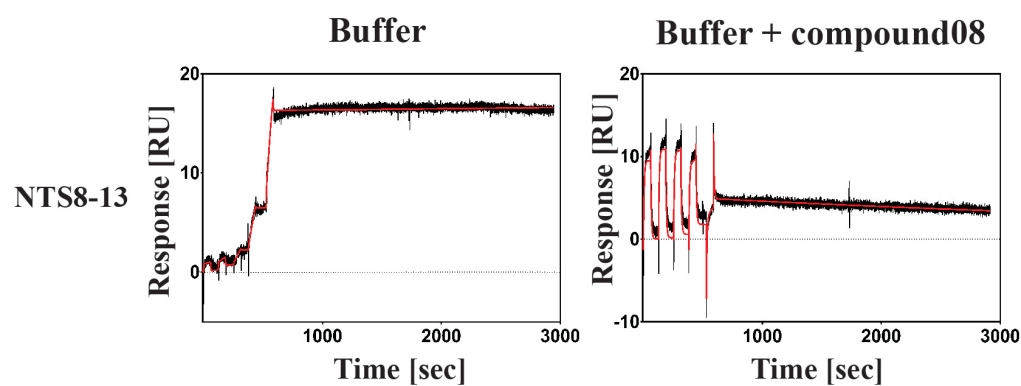 Buffer
Buffer + compound08
NTS8-13
Response [RU]
20
10
0
1000
2000
3000
Time [sec]
Response [RU]
20
10
0
-10
1000
2000
3000
Time [sec]